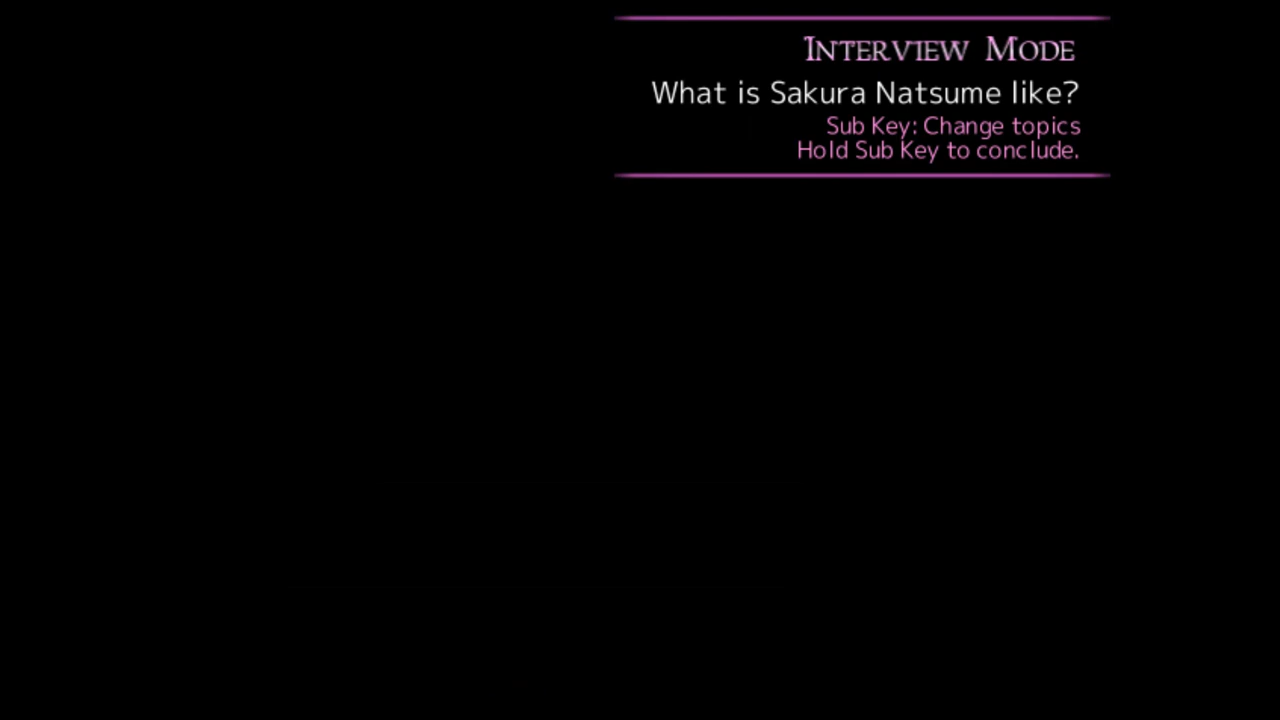 Interview Mode
What is Sakura Natsume like?
Sub Key: Change topics
Hold Sub Key to conclude.